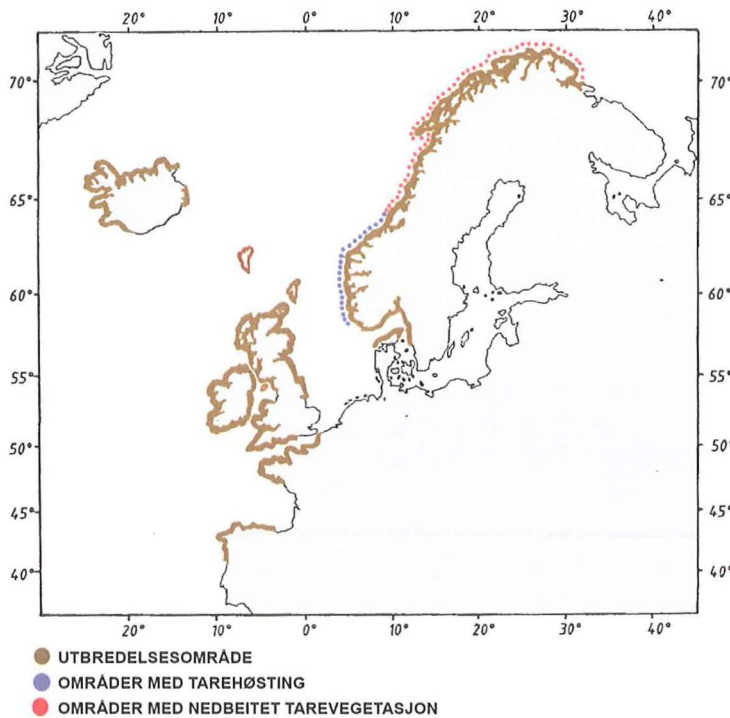 20° 10° 0° 10° 20° 30° 40°
70° 70°
65° 65°
60° 60°
55° 55°
50° 50°
45° 45°
40° 40°
20° 10° 0° 10° 20° 30° 40°
UTBREDELSESOMRÅDE
OMRÅDER MED TAREHØSTING
OMRÅDER MED NEDBEITET TAREVEGETASJON